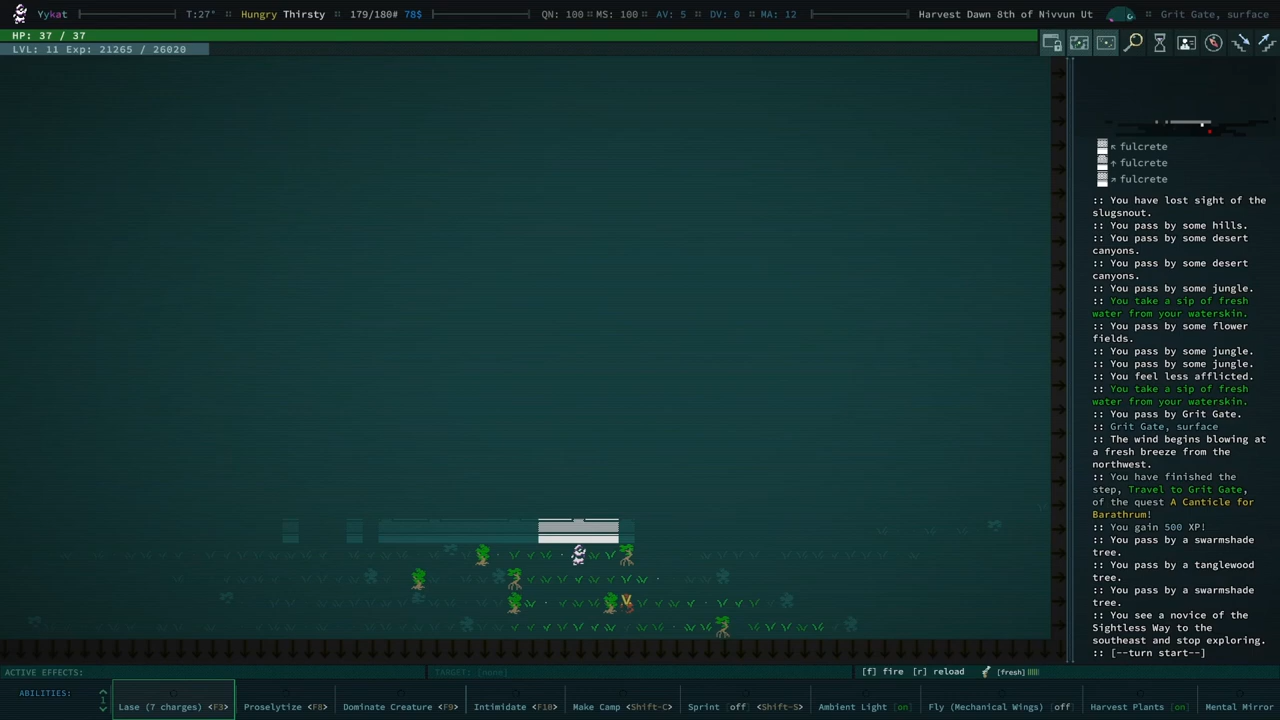 Yykat T:27° Hungry Thirsty 179/180# 78$ QN: 100 MS: 100 AV: 5 DV: 0 MA: 12 Harvest Dawn 8th of Nivvun Ut Grit Gate, surface
HP: 37 / 37
LVL: 11 Exp: 21265 / 26020
fulcrete
fulcrete
fulcrete
:: You have lost sight of the
slugsnout.
:: You pass by some hills.
:: You pass by some desert
canyons.
:: You pass by some desert
canyons.
:: You pass by some jungle.
:: You take a sip of fresh
water from your waterskin.
:: You pass by some flower
fields.
:: You pass by some jungle.
:: You pass by some jungle.
:: You feel less afflicted.
:: You take a sip of fresh
water from your waterskin.
:: You pass by Grit Gate.
:: Grit Gate, surface
:: The wind begins blowing at
a fresh breeze from the
northwest.
:: You have finished the
step, Travel to Grit Gate,
of the quest A Canticle for
Barathrum!
:: You gain 500 XP!
:: You pass by a swarmshade
tree.
:: You pass by a tanglewood
tree.
:: You pass by a swarmshade
tree.
:: You see a novice of the
Sightless Way to the
southeast and stop exploring.
:: [--turn start--]
ACTIVE EFFECTS: TARGET: [none] [f] fire [r] reload [fresh]
ABILITIES: 1 Lase (7 charges) <F3> Proselytize <F8> Dominate Creature <F9> Intimidate <F10> Make Camp <Shift-C> Sprint [off] <Shift-S> Ambient Light [on] Fly (Mechanical Wings) [off] Harvest Plants [on] Mental Mirror